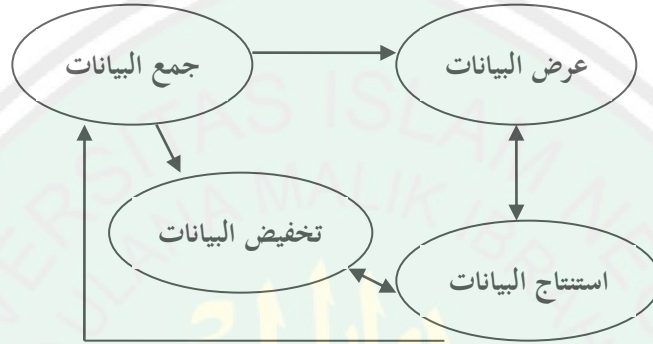 جمع البيانات
عرض البيانات
تخفيض البيانات
استنتاج البيانات